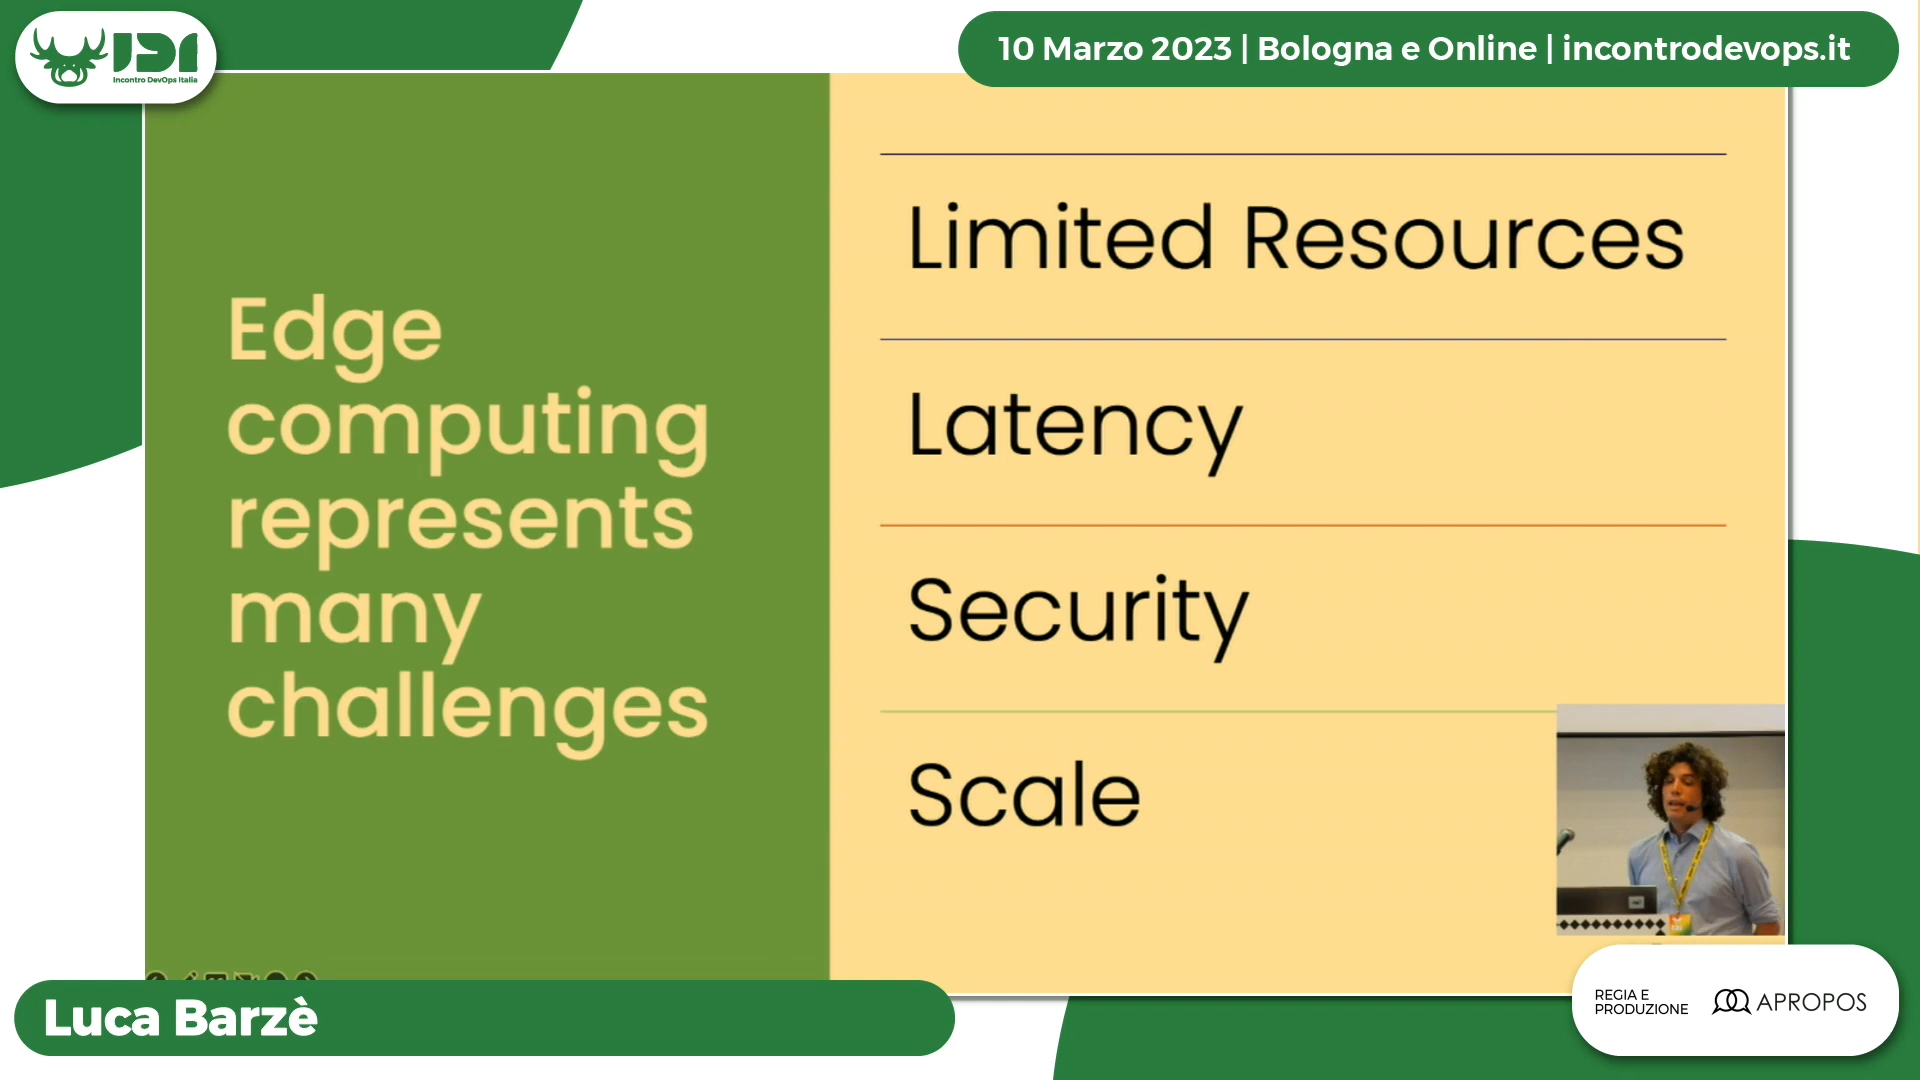 Incontro DevOps Italia
10 Marzo 2023 | Bologna e Online | incontrodevops.it
Edge
computing
represents
many
challenges
Limited Resources
Latency
Security
Scale
Luca Barzè
REGIA E
PRODUZIONE
APROPOS